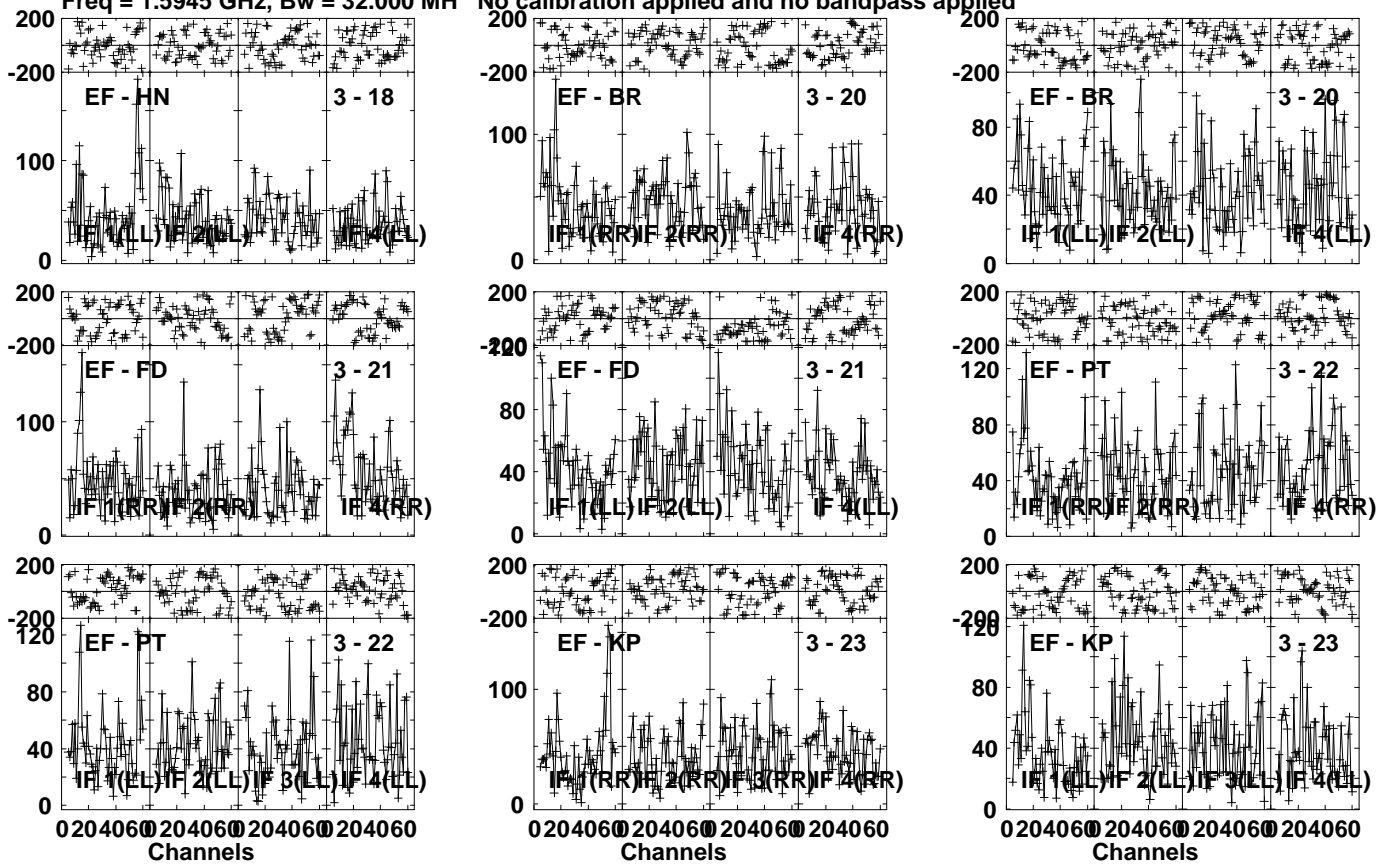 Freq = 1.5945 GHz, Bw = 32.000 MH No calibration applied and no bandpass applied
200
-200
EF - HN 3 - 18
100
0
IF 1(LL) IF 2(LL) IF 4(LL)
EF - BR 3 - 20
100
0
IF 1(RR) IF 2(RR) IF 4(RR)
200
-200
EF - BR 3 - 20
80
40
0
IF 1(LL) IF 2(LL) IF 4(LL)
200
-200
EF - FD 3 - 21
100
0
IF 1(RR) IF 2(RR) IF 4(RR)
200
-200
120
EF - FD 3 - 21
80
40
0
IF 1(LL) IF 2(LL) IF 4(LL)
200
-200
120
EF - PT 3 - 22
80
40
0
IF 1(RR) IF 2(RR) IF 4(RR)
200
-200
120
EF - PT 3 - 22
80
40
0
IF 1(LL) IF 2(LL) IF 3(LL) IF 4(LL)
0 20 40 60 0 20 40 60 0 20 40 60 0 20 40 60
Channels
200
-200
EF - KP 3 - 23
100
0
IF 1(RR) IF 2(RR) IF 3(RR) IF 4(RR)
0 20 40 60 0 20 40 60 0 20 40 60 0 20 40 60
Channels
200
-200
120
EF - KP 3 - 23
80
40
0
IF 1(LL) IF 2(LL) IF 3(LL) IF 4(LL)
0 20 40 60 0 20 40 60 0 20 40 60 0 20 40 60
Channels